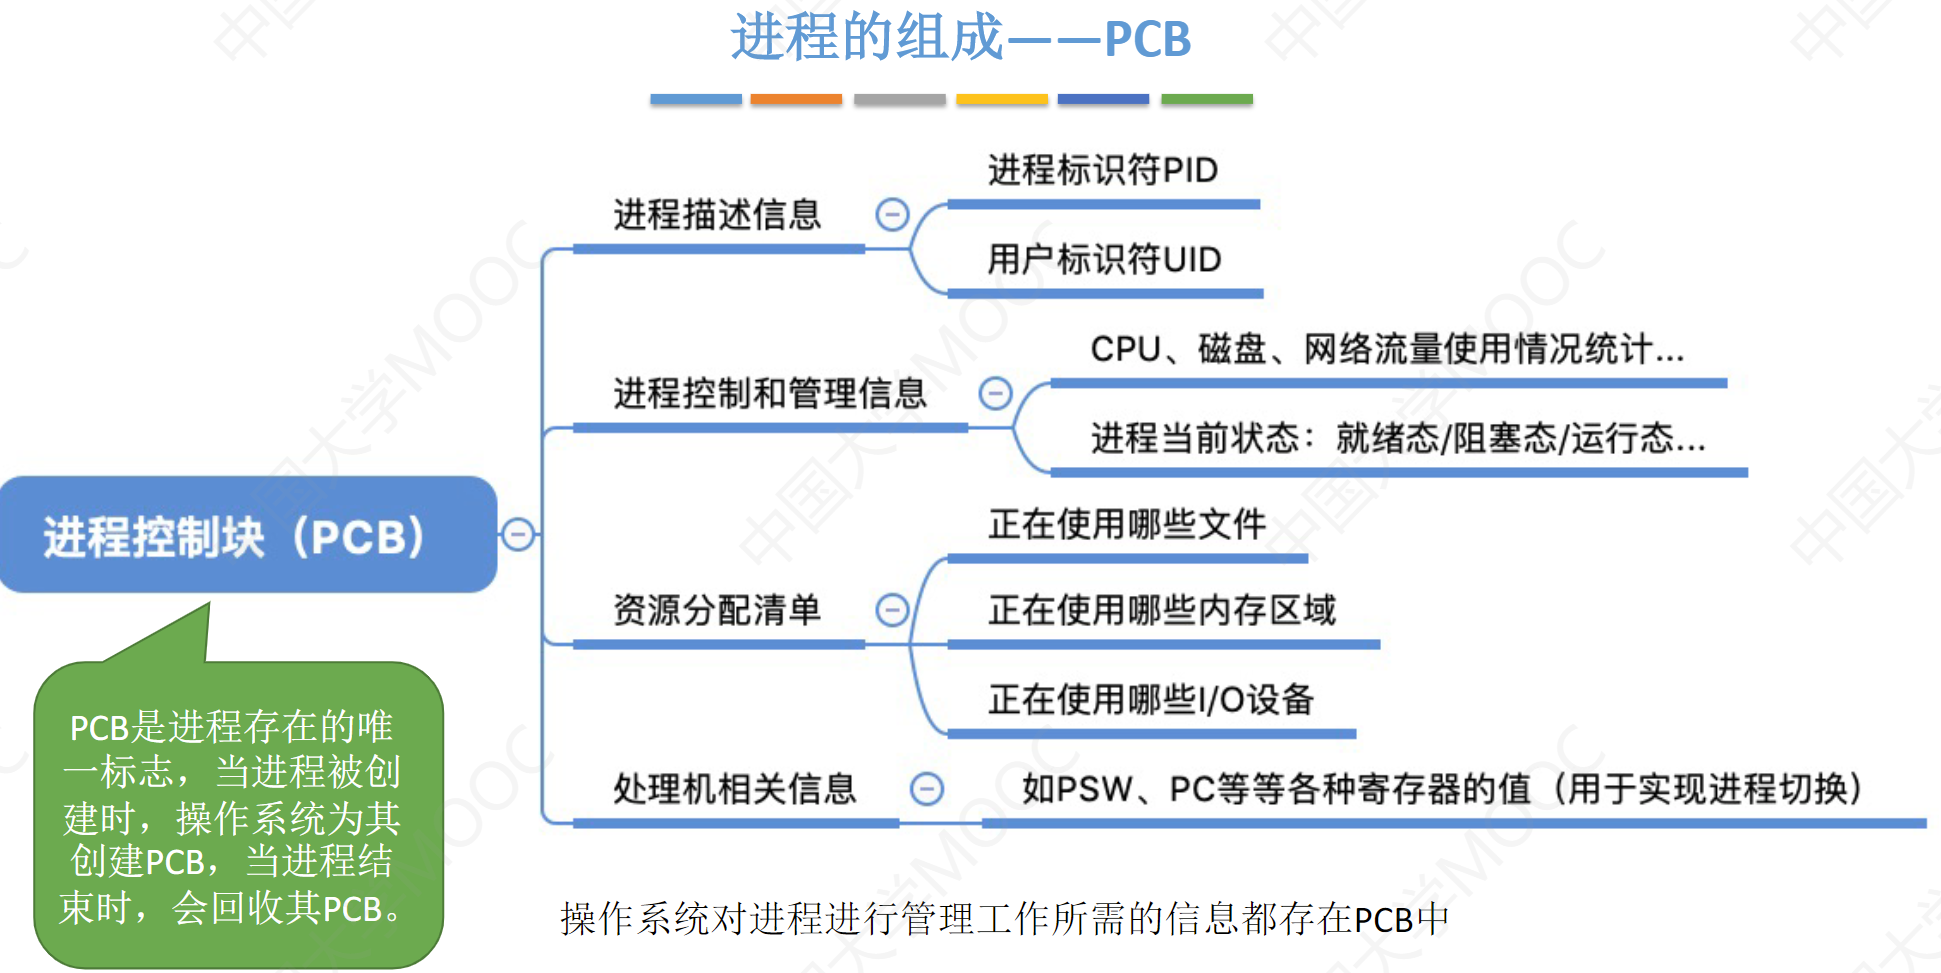 进程的组成——PCB
进程标识符PID
进程描述信息
用户标识符UID
CPU、磁盘、网络流量使用情况统计...
进程控制和管理信息
进程当前状态：就绪态/阻塞态/运行态...
进程控制块（PCB）
正在使用哪些文件
资源分配清单
正在使用哪些内存区域
正在使用哪些I/O设备
处理机相关信息
如PSW、PC等等各种寄存器的值（用于实现进程切换）
PCB是进程存在的唯
一标志，当进程被创
建时，操作系统为其
创建PCB，当进程结
束时，会回收其PCB。
操作系统对进程进行管理工作所需的信息都存在PCB中
中国大学MOOC